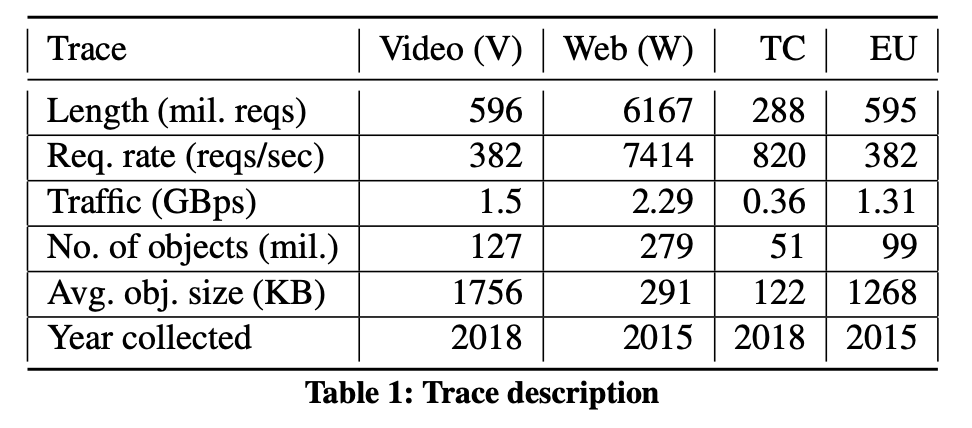 Trace Video (V) Web (W) TC EU
Length (mil. reqs) 596 6167 288 595
Req. rate (reqs/sec) 382 7414 820 382
Traffic (GBps) 1.5 2.29 0.36 1.31
No. of objects (mil.) 127 279 51 99
Avg. obj. size (KB) 1756 291 122 1268
Year collected 2018 2015 2018 2015
Table 1: Trace description